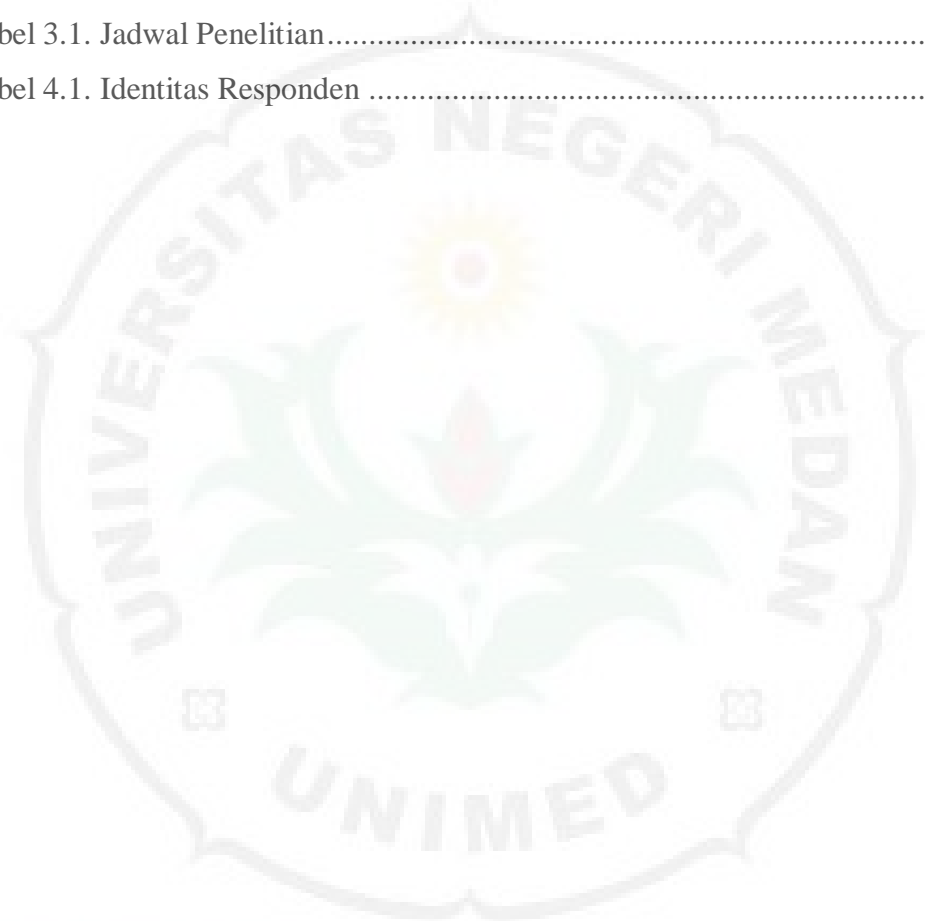 bel 3.1. Jadwal Penelitian........................................................................
bel 4.1. Identitas Responden ...................................................................
UNIVERSITAS NEGERI MEDAN
UNIMED